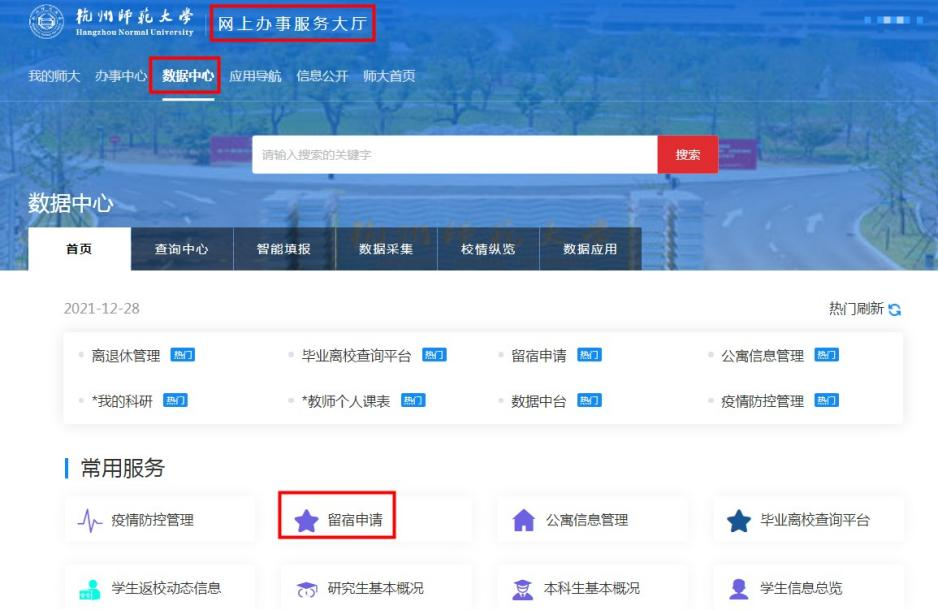 杭州师范大学
Hangzhou Normal University
网上办事服务大厅
我的师大 办事中心 数据中心 应用导航 信息公开 师大首页
请输入搜索的关键字 搜索
数据中心
首页 查询中心 智能填报 数据采集 校情纵览 数据应用
2021-12-28 热门刷新
离退休管理 热门 毕业离校查询平台 热门 留宿申请 热门 公寓信息管理 热门
*我的科研 热门 *教师个人课表 热门 数据中台 热门 疫情防控管理 热门
常用服务
疫情防控管理 留宿申请 公寓信息管理 毕业离校查询平台
学生返校动态信息 研究生基本概况 本科生基本概况 学生信息总览